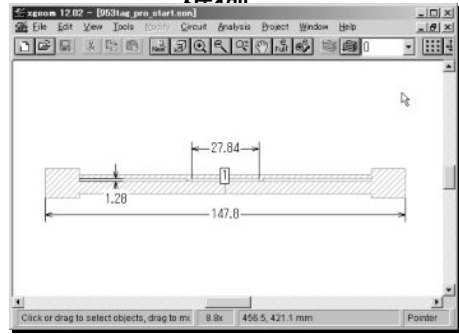 xgeom 12.02 - [953tag_pro_start.son]
File Edit View Tools Modify Circuit Analysis Project Window Help
0
27.84
1
1.28
147.8
Click or drag to select objects, drag to mo 8.8x 456.5, 421.1 mm Pointer